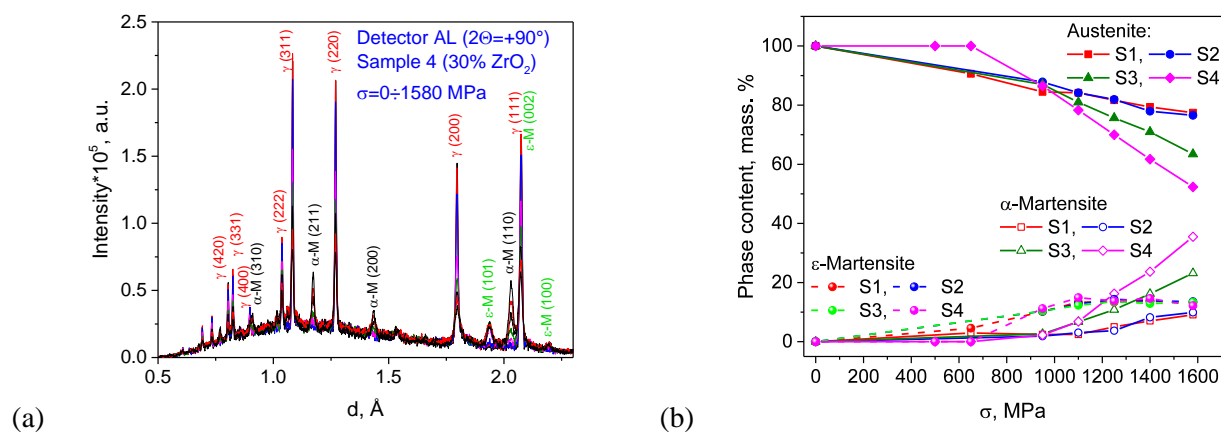 2.5
2.0
1.5
1.0
0.5
0.0
Intensity*10⁵, a.u.
0.5
1.0
1.5
2.0
d, Å
Detector AL (2Θ=+90°)
Sample 4 (30% ZrO₂)
σ=0÷1580 MPa
γ (420)
γ (331)
γ (400)
α-M (310)
γ (222)
γ (311)
α-M (211)
γ (220)
α-M (200)
γ (200)
ε-M (101)
α-M (110)
γ (111)
ε-M (002)
ε-M (100)
(a)
100
80
60
40
20
0
Phase content, mass. %
0 200 400 600 800 1000 1200 1400 1600
σ, MPa
Austenite:
S1, S2
S3, S4
α-Martensite
S1, S2
S3, S4
ε-Martensite
S1, S2
S3, S4
(b)